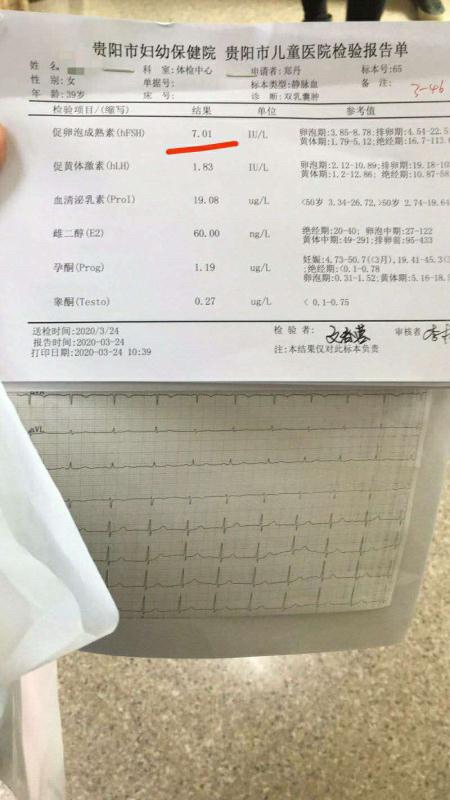 贵阳市妇幼保健院 贵阳市儿童医院检验报告单
姓 名: 科 室:体检中心 申请者:郑丹 标本号:65
性 别:女 单据号: 标本类型:静脉血 备 注: 3-46
年 龄:39岁 床 号: 诊 断:双乳囊肿
检验项目/(缩写) 结果 单 位 参考值
促卵泡成熟素(hFSH) 7.01 IU/L 卵泡期:3.85-8.78;排卵期:4.54-22.5
黄体期:1.79-5.12;绝经期:16.7-113.
促黄体激素(hLH) 1.83 IU/L 卵泡期:2.12-10.89;排卵期:19.18-10
黄体期:1.2-12.86; 绝经期:10.87-58.
血清泌乳素(Prol) 19.08 ug/L <50岁 3.34-26.72,>50岁 2.74-19.64
雌二醇(E2) 60.00 ng/L 绝经期:20-40; 卵泡中期:27-122
黄体中期:49-291;排卵前:95-433
孕酮(Prog) 1.19 ug/L 妊娠:4.73-50.7(<3月),19.41-45.3(
;绝经期:<0.1-0.78
卵泡期:0.31-1.52;黄体期:5.16-18.5
睾酮(Testo) 0.27 ug/L < 0.1-0.75
送检时间:2020/3/24 检 验 者: 审核者
报告时间:2020-03-24
打印日期:2020-03-24 10:39 注:本结果仅对此标本负责
aVL